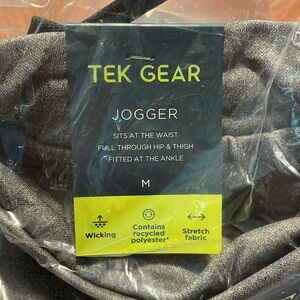 TEK GEAR
JOGGER
SITS AT THE WAIST
FULL THROUGH HIP & THIGH
FITTED AT THE ANKLE
M
Wicking
Contains
recycled
polyester*
Stretch
fabric